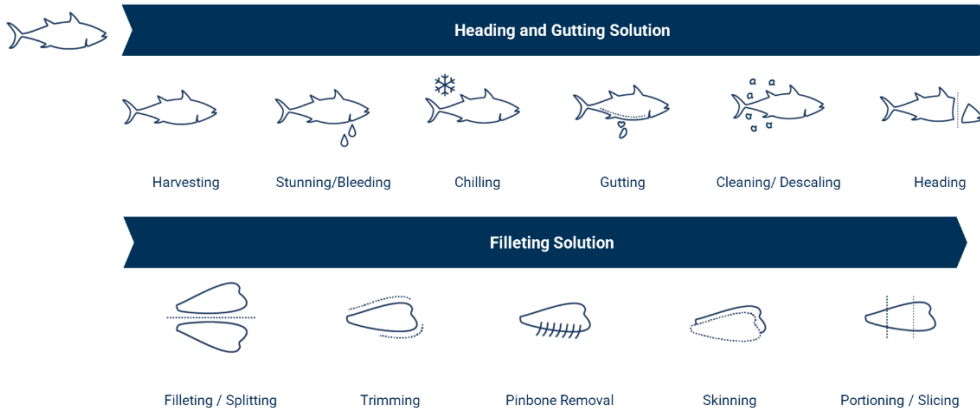 Heading and Gutting Solution
Harvesting
Stunning/Bleeding
Chilling
Gutting
Cleaning/ Descaling
Heading
Filleting Solution
Filleting / Splitting
Trimming
Pinbone Removal
Skinning
Portioning / Slicing